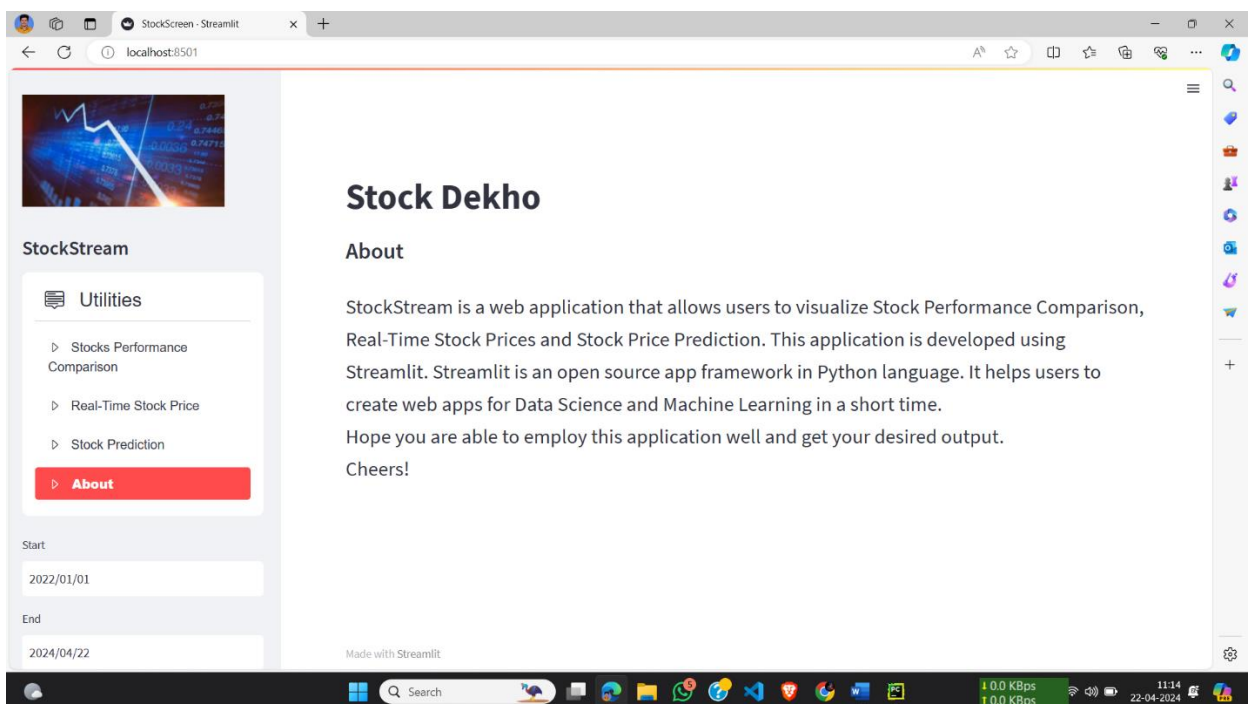 StockScreen - Streamlit
localhost:8501
StockStream
Utilities
Stocks Performance
Comparison
Real-Time Stock Price
Stock Prediction
About
Start
2022/01/01
End
2024/04/22
Stock Dekho
About
StockStream is a web application that allows users to visualize Stock Performance Comparison,
Real-Time Stock Prices and Stock Price Prediction. This application is developed using
Streamlit. Streamlit is an open source app framework in Python language. It helps users to
create web apps for Data Science and Machine Learning in a short time.
Hope you are able to employ this application well and get your desired output.
Cheers!
Made with Streamlit
Search
5
0.0 KBps
0.0 KBps
11:14
22-04-2024